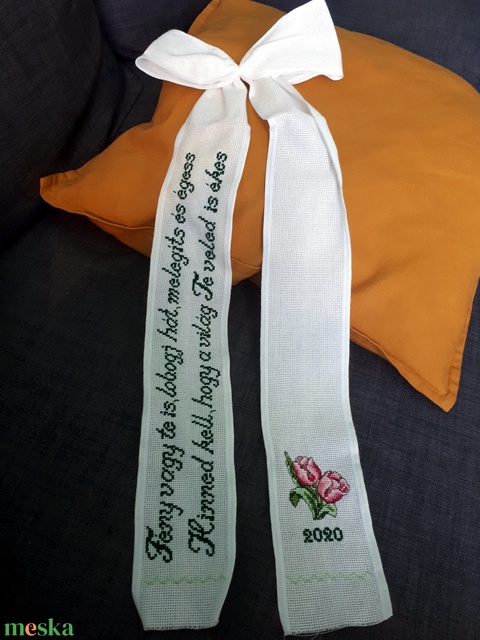 Fény vagy te is, lobogj hát, melegíts és égess
Hinned kell, hogy a világ Te veled is ékes
2020
meska